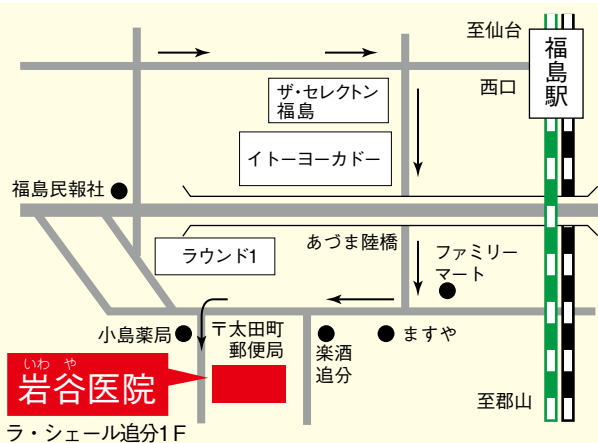 至仙台
福島駅
西口
ザ・セレクトン
福島
イトーヨーカドー
福島民報社
あづま陸橋
ラウンド1
ファミリー
マート
小島薬局
〒太田町
郵便局
楽酒
追分
ますや
いわ や
岩谷医院
至郡山
ラ・シェール追分1F